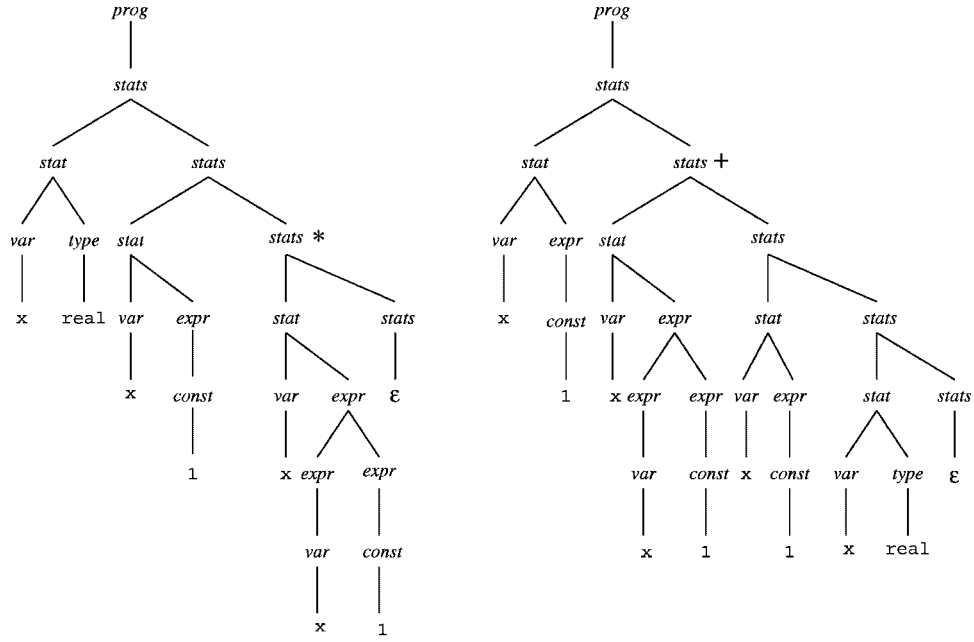 prog prog
stats stats
stat stats stat stats +
var type stat stats * var expr stat stats
x real var expr stat stats x const var expr stat stats
x const var expr ε 1 x expr expr var expr stat stats
1 x expr expr var const x const var type ε
var const x 1 1 x real
x 1